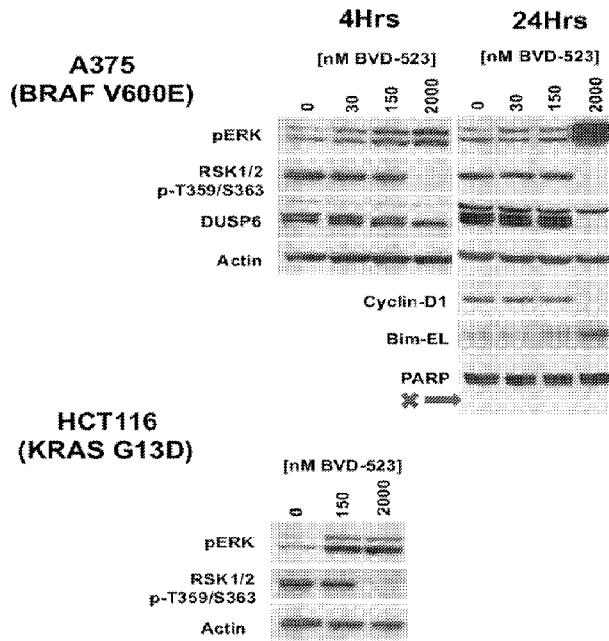 4Hrs 24Hrs
A375
(BRAF V600E)
[nM BVD-523] [nM BVD-523]
0 30 150 2000 0 30 150 2000
pERK
RSK1/2
p-T359/S363
DUSP6
Actin
Cyclin-D1
Bim-EL
PARP
HCT116
(KRAS G13D)
[nM BVD-523]
0 150 2000
pERK
RSK1/2
p-T359/S363
Actin